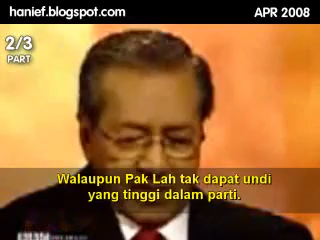 hanief.blogspot.com
APR 2008
2/3
PART
Walaupun Pak Lah tak dapat undi
yang tinggi dalam parti.